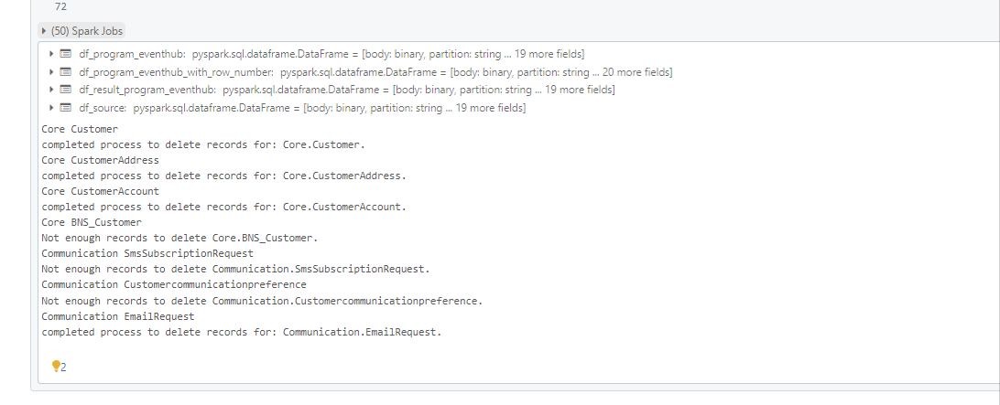 72
(50) Spark Jobs
df_program_eventhub: pyspark.sql.dataframe.DataFrame = [body: binary, partition: string ... 19 more fields]
df_program_eventhub_with_row_number: pyspark.sql.dataframe.DataFrame = [body: binary, partition: string ... 20 more fields]
df_result_program_eventhub: pyspark.sql.dataframe.DataFrame = [body: binary, partition: string ... 19 more fields]
df_source: pyspark.sql.dataframe.DataFrame = [body: binary, partition: string ... 19 more fields]
Core Customer
completed process to delete records for: Core.Customer.
Core CustomerAddress
completed process to delete records for: Core.CustomerAddress.
Core CustomerAccount
completed process to delete records for: Core.CustomerAccount.
Core BNS_Customer
Not enough records to delete Core.BNS_Customer.
Communication SmsSubscriptionRequest
Not enough records to delete Communication.SmsSubscriptionRequest.
Communication Customercommunicationpreference
Not enough records to delete Communication.Customercommunicationpreference.
Communication EmailRequest
completed process to delete records for: Communication.EmailRequest.
2